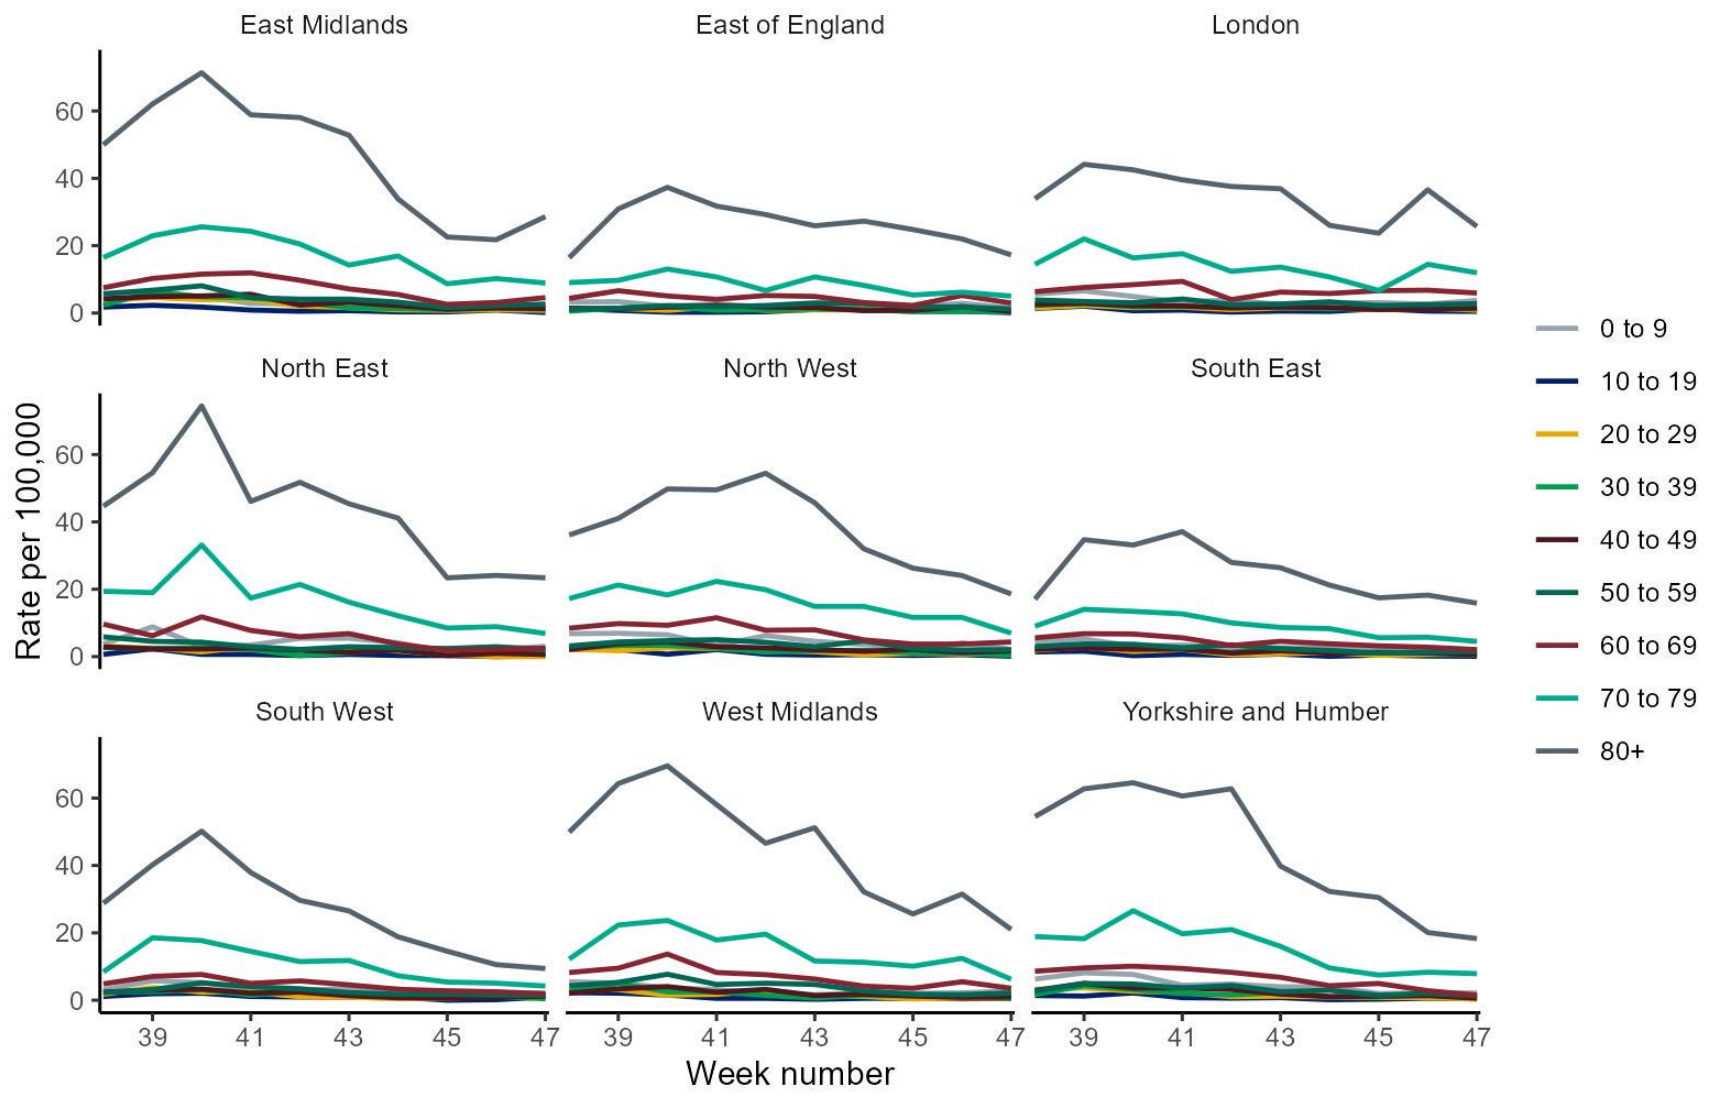 East Midlands
East of England
London
60
40
20
0
North East
North West
South East
60
40
20
0
South West
West Midlands
Yorkshire and Humber
60
40
20
0
39 41 43 45 47
39 41 43 45 47
39 41 43 45 47
Rate per 100,000
Week number
0 to 9
10 to 19
20 to 29
30 to 39
40 to 49
50 to 59
60 to 69
70 to 79
80+